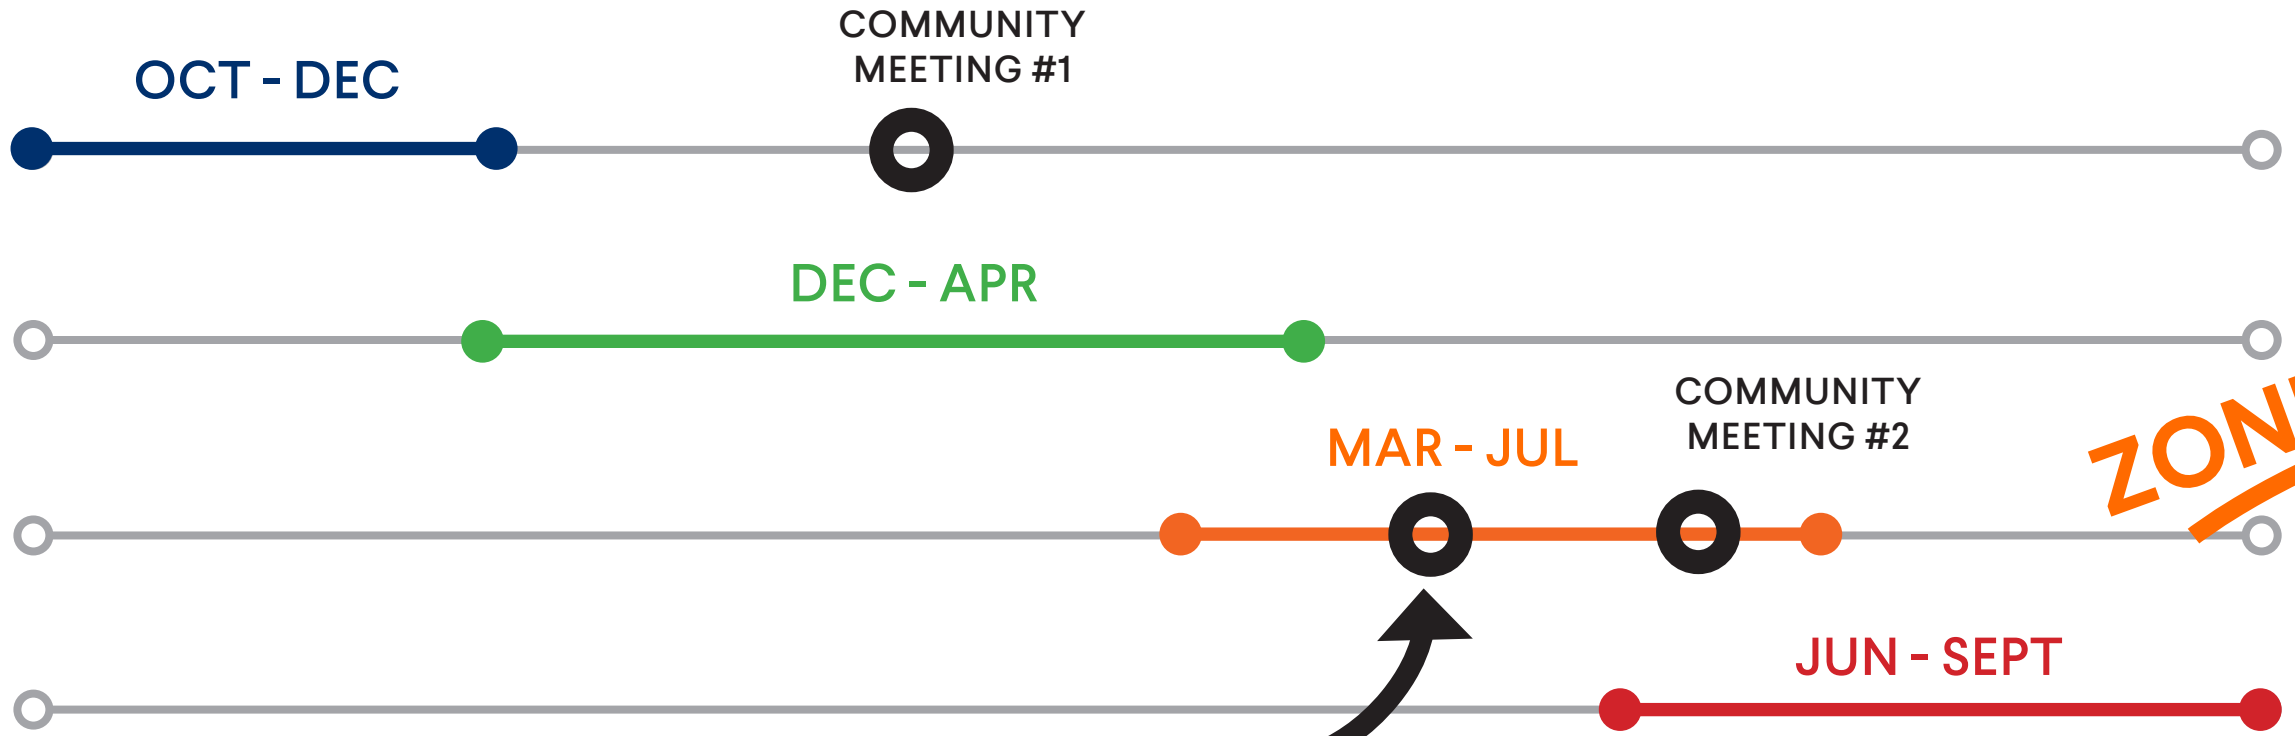 COMMUNITY
MEETING #1
OCT - DEC
DEC - APR
COMMUNITY
MEETING #2
MAR - JUL
JUN - SEPT